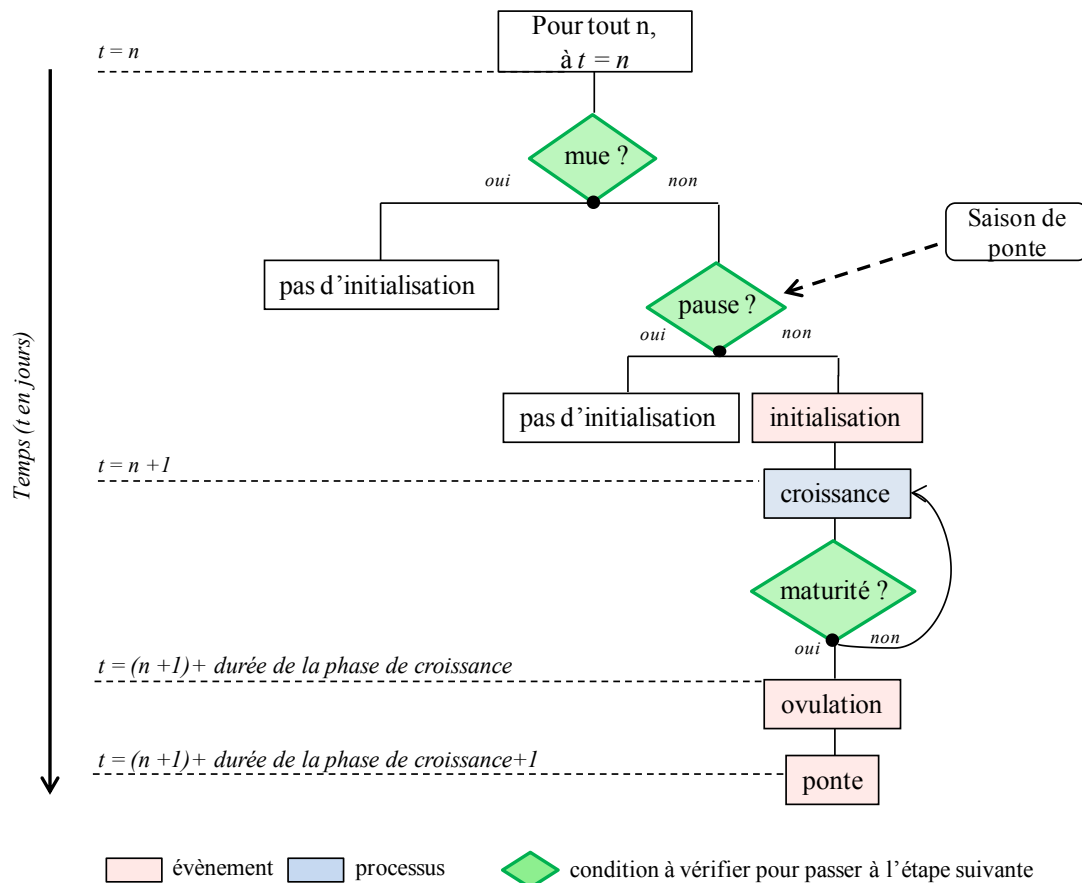 Pour tout n,
à t = n
t = n
mue ?
oui
non
Saison de
ponte
pas d'initialisation
pause ?
oui
non
pas d'initialisation
initialisation
Temps (t en jours)
t = n +1
croissance
maturité ?
oui
non
t = (n +1)+ durée de la phase de croissance
ovulation
t = (n +1)+ durée de la phase de croissance+1
ponte
évènement
processus
condition à vérifier pour passer à l'étape suivante